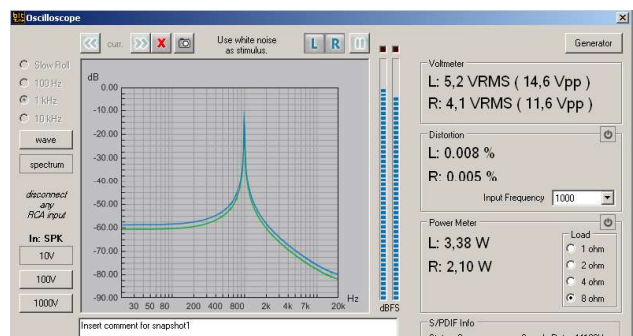 bit Oscilloscope
curr.
Use white noise
as stimulus.
L R
Generator
Slow Roll
100 Hz
1 kHz
10 kHz
wave
spectrum
disconnect
any
RCA input
In: SPK
10V
100V
1000V
dB
0.00
-10.00
-20.00
-30.00
-40.00
-50.00
-60.00
-70.00
-80.00
-90.00
30 50 80 200 400 800 2k 4k 7k 20k Hz
dBFS
Insert comment for snapshot1
Voltmeter
L: 5,2 VRMS ( 14,6 Vpp )
R: 4,1 VRMS ( 11,6 Vpp )
Distortion
L: 0.008 %
R: 0.005 %
Input Frequency 1000
Power Meter
L: 3,38 W
R: 2,10 W
Load
1 ohm
2 ohm
4 ohm
8 ohm
S/PDIF Info